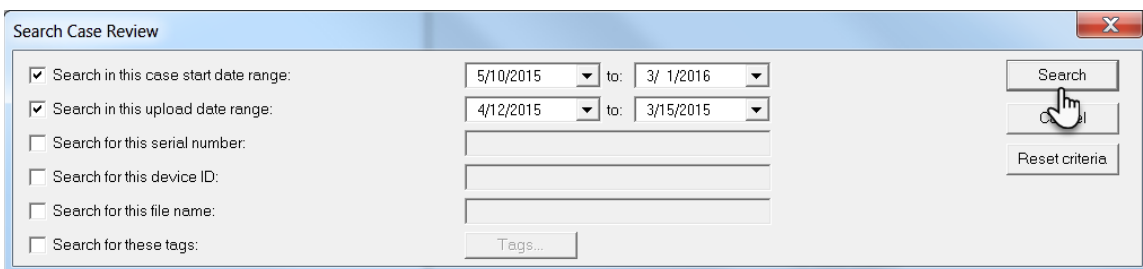 Search Case Review
Search in this case start date range: 5/10/2015 to: 3/ 1/2016 Search
Search in this upload date range: 4/12/2015 to: 3/15/2015
Search for this serial number: Reset criteria
Search for this device ID:
Search for this file name:
Search for these tags: Tags...